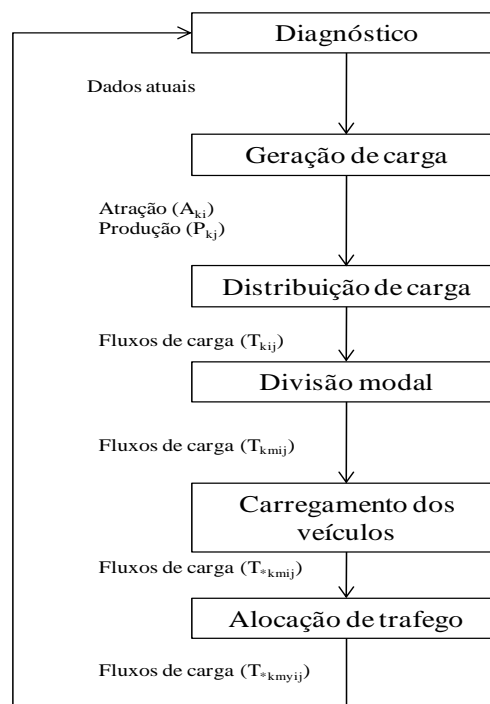 Diagnóstico
Dados atuais
Geração de carga
Atração (Aki)
Produção (Pkj)
Distribuição de carga
Fluxos de carga (Tkij)
Divisão modal
Fluxos de carga (Tkmij)
Carregamento dos
veículos
Fluxos de carga (T*kmij)
Alocação de trafego
Fluxos de carga (T*kmyij)